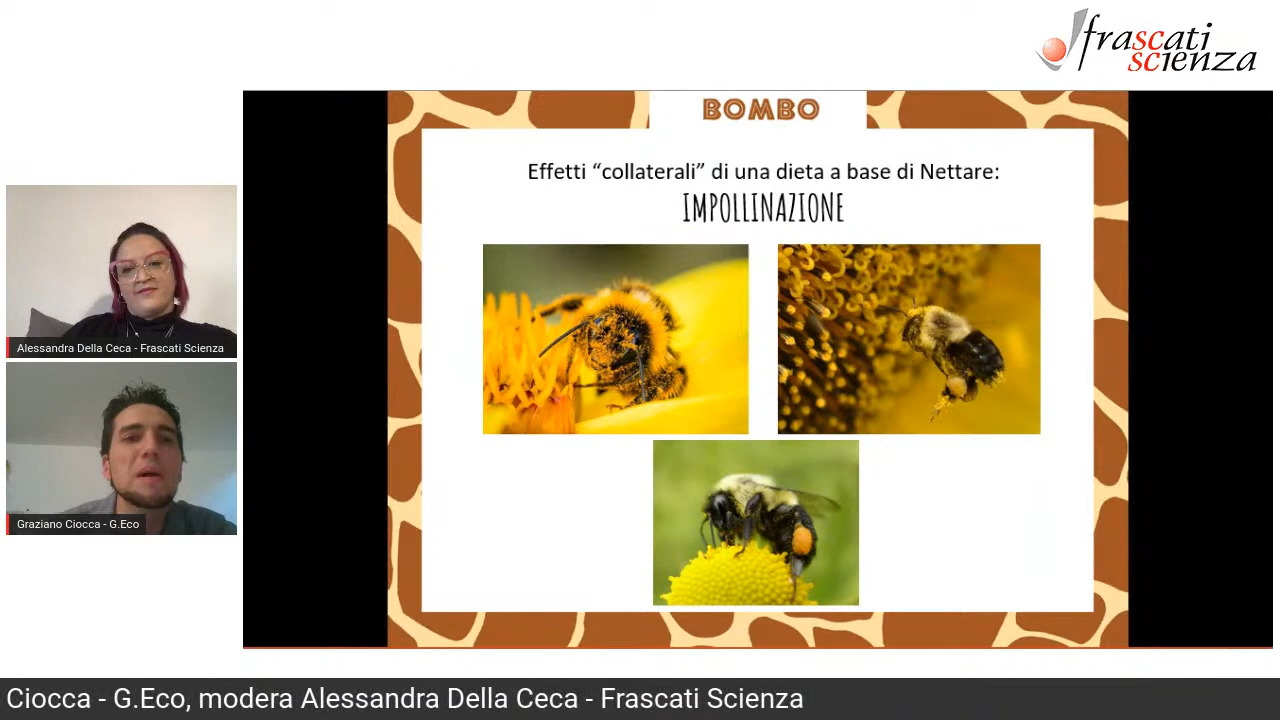 frascati
scienza
BOMBO
Effetti “collaterali” di una dieta a base di Nettare:
IMPOLLINAZIONE
Alessandra Della Ceca - Frascati Scienza
Graziano Ciocca - G.Eco
Ciocca - G.Eco, modera Alessandra Della Ceca - Frascati Scienza